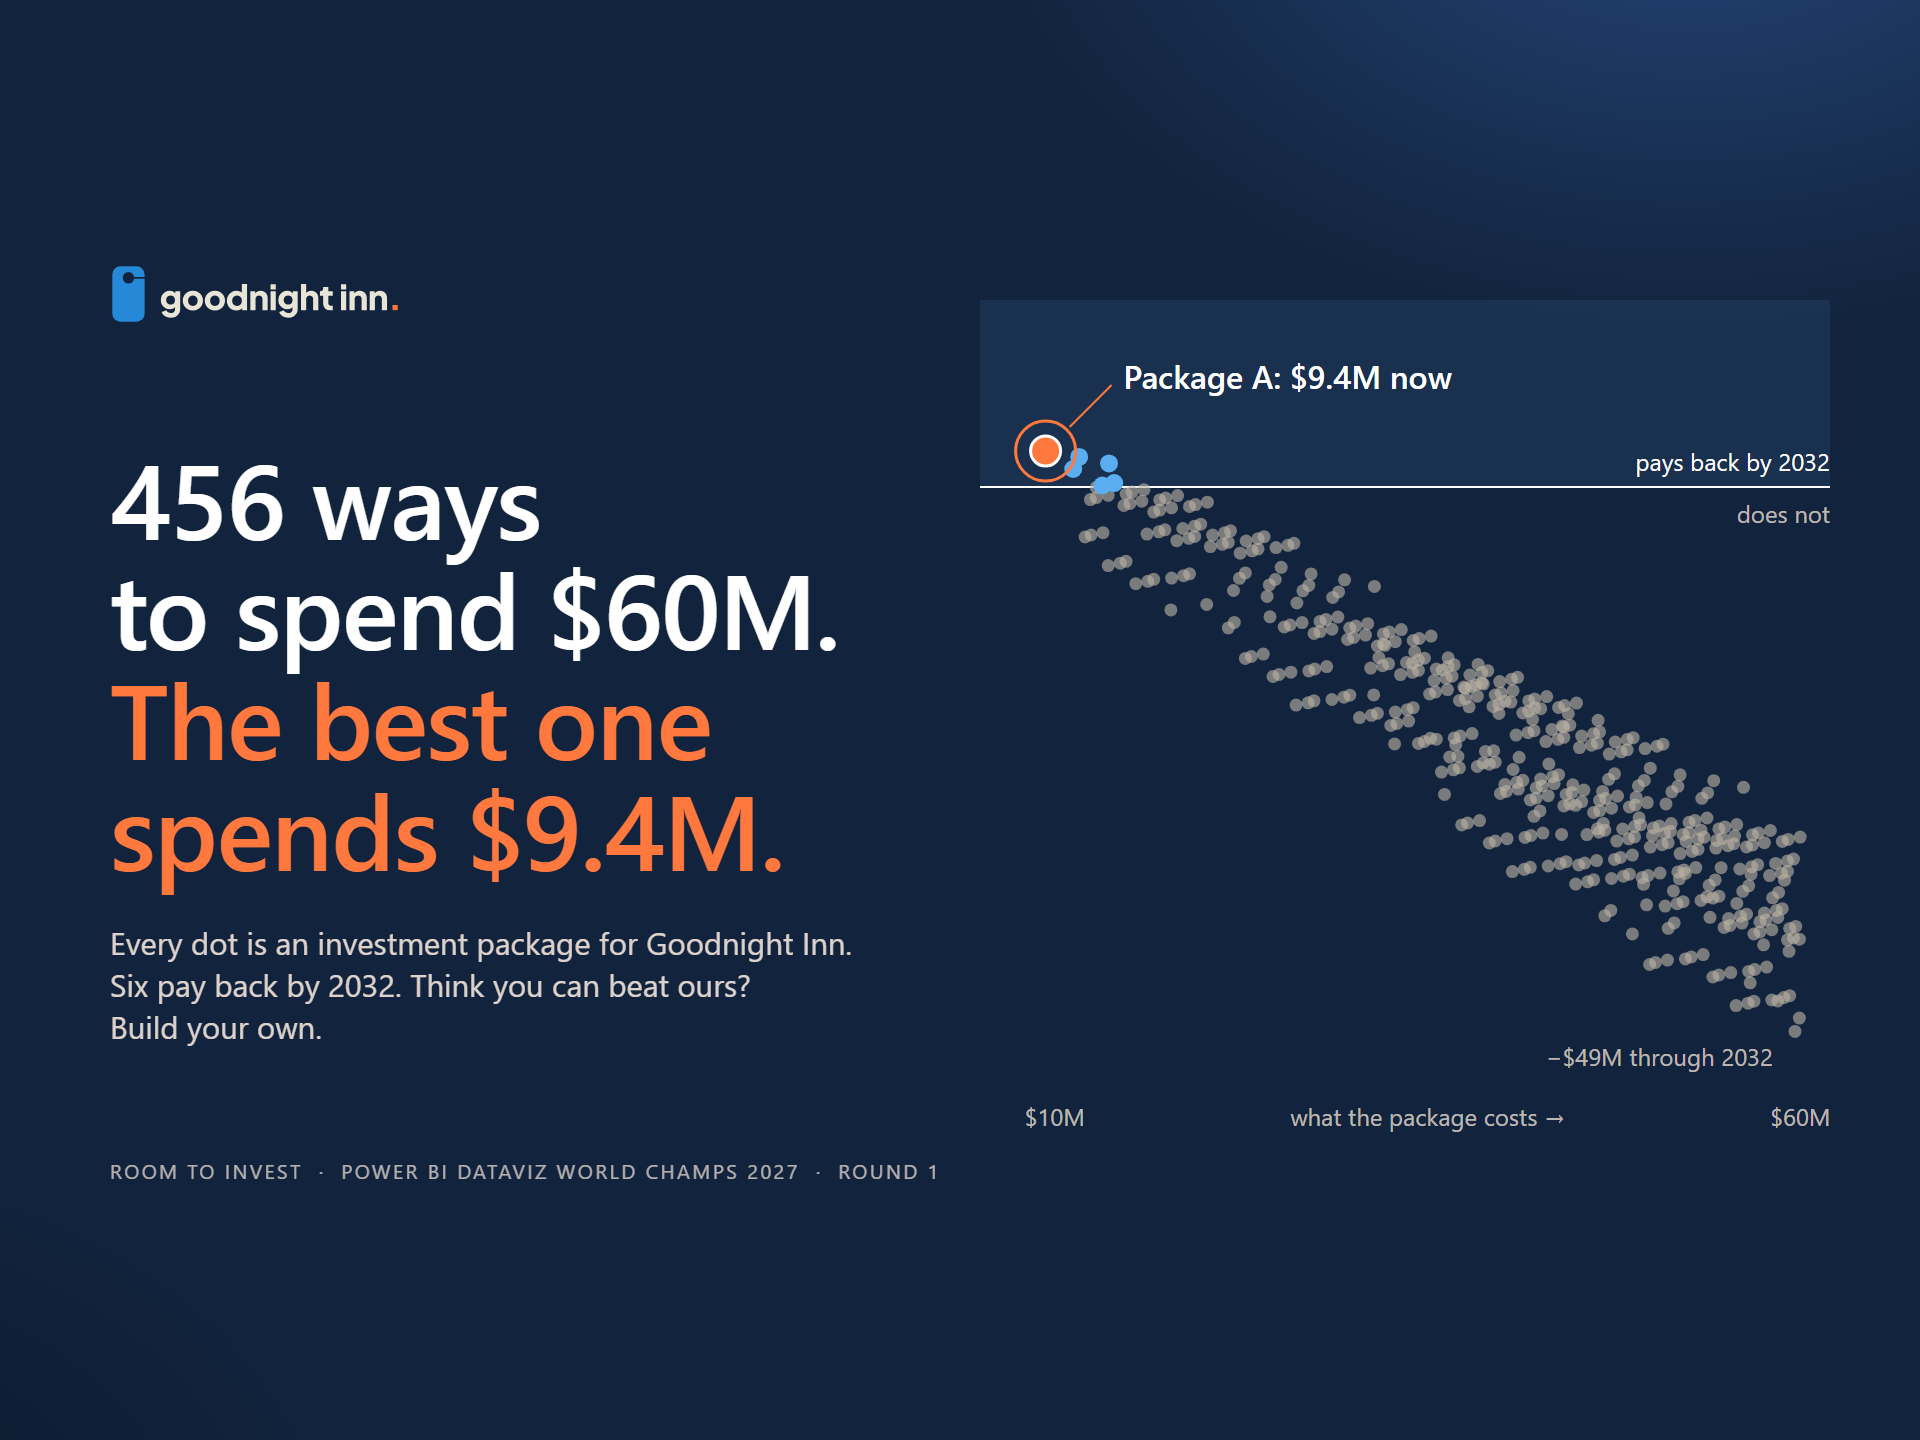 goodnight inn.
456 ways
to spend $60M.
The best one
spends $9.4M.
Every dot is an investment package for Goodnight Inn.
Six pay back by 2032. Think you can beat ours?
Build your own.
ROOM TO INVEST · POWER BI DATAVIZ WORLD CHAMPS 2027 · ROUND 1
Package A: $9.4M now
pays back by 2032
does not
−$49M through 2032
$10M
what the package costs →
$60M